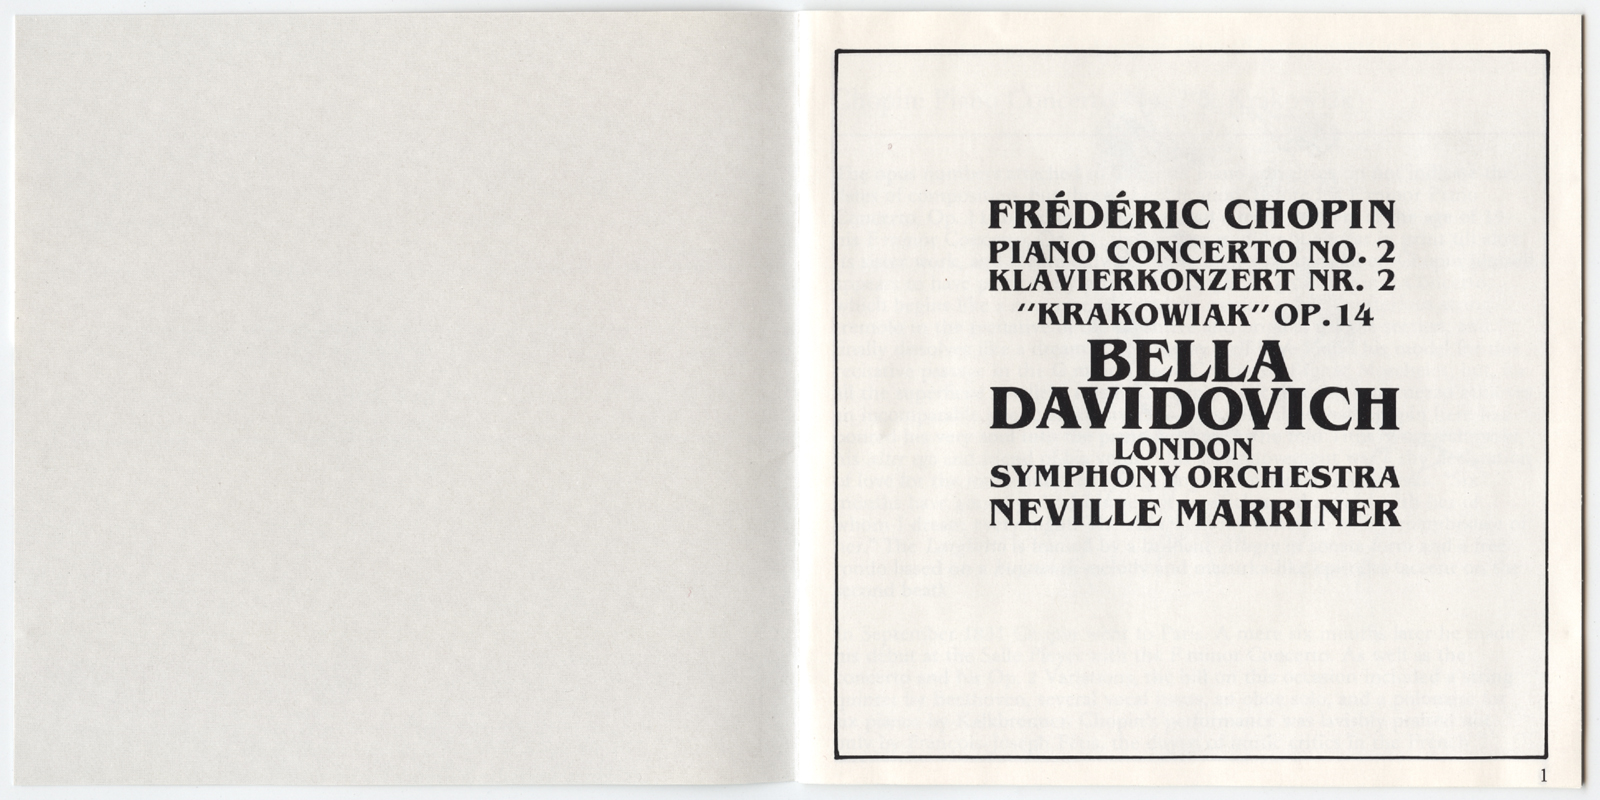 FRÉDÉRIC CHOPIN
PIANO CONCERTO NO. 2
KLAVIERKONZERT NR. 2
"KRAKOWIAK" OP. 14
BELLA
DAVIDOVICH
LONDON
SYMPHONY ORCHESTRA
NEVILLE MARRINER
1